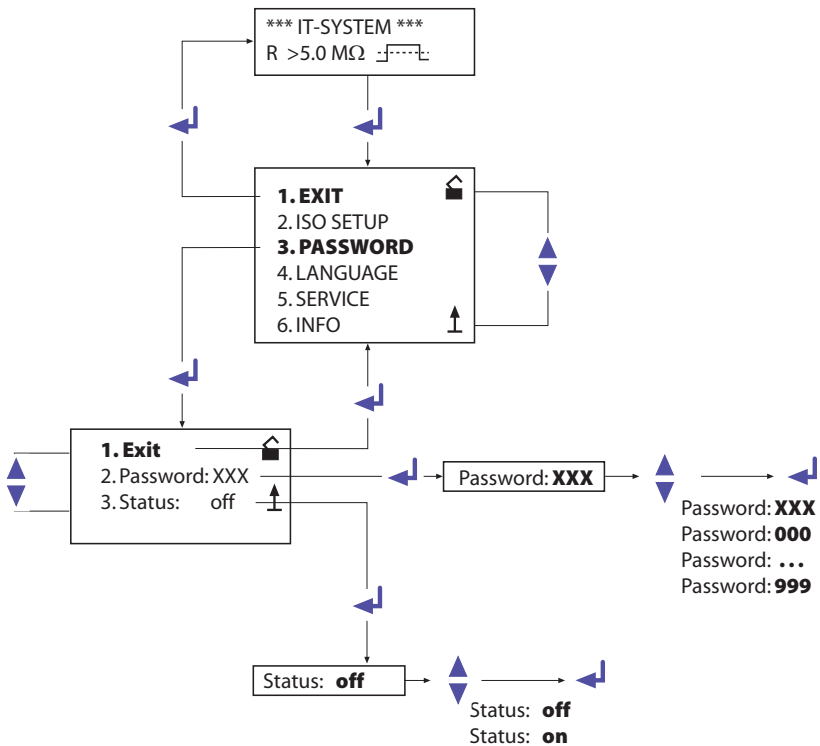 *** IT-SYSTEM ***
R >5.0 MΩ
1. EXIT
2. ISO SETUP
3. PASSWORD
4. LANGUAGE
5. SERVICE
6. INFO
1. Exit
2. Password: XXX
3. Status: off
Password: XXX
Password: XXX
Password: 000
Password: ...
Password: 999
Status: off
Status: off
Status: on